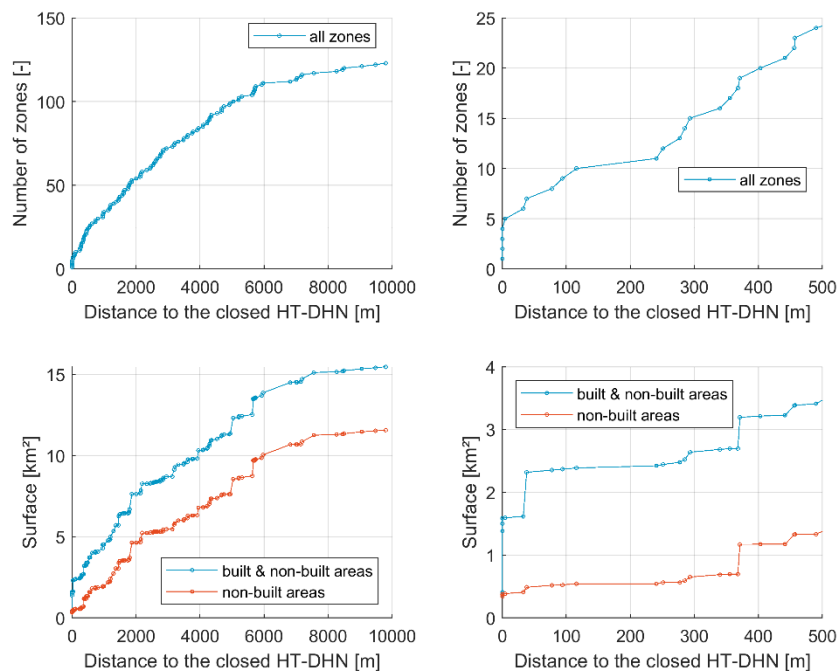 150
100
50
0
Number of zones [-]
all zones
0 2000 4000 6000 8000 10000
Distance to the closed HT-DHN [m]
25
20
15
10
5
0
Number of zones [-]
all zones
0 100 200 300 400 500
Distance to the closed HT-DHN [m]
15
10
5
0
Surface [km²]
built & non-built areas
non-built areas
0 2000 4000 6000 8000 10000
Distance to the closed HT-DHN [m]
4
3
2
1
0
Surface [km²]
built & non-built areas
non-built areas
0 100 200 300 400 500
Distance to the closed HT-DHN [m]